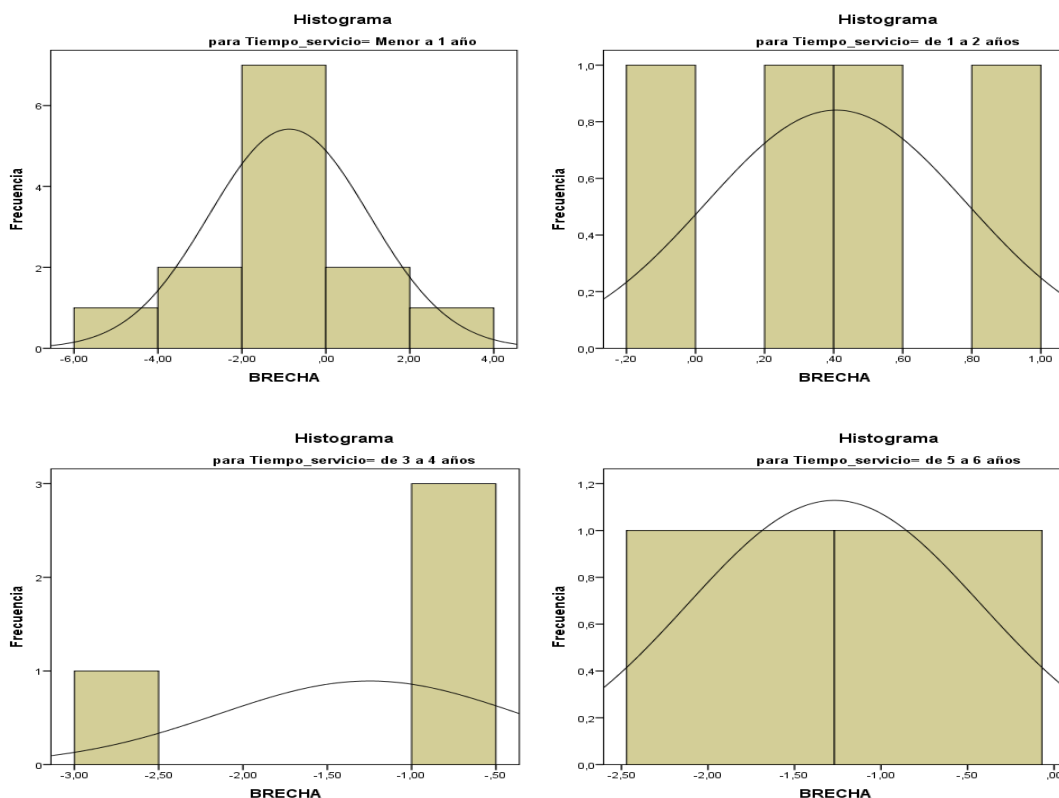 Histograma
para Tiempo_servicio= Menor a 1 año
Frecuencia
6
4
2
0
-6,00 -4,00 -2,00 ,00 2,00 4,00
BRECHA
Histograma
para Tiempo_servicio= de 1 a 2 años
Frecuencia
1,0
0,8
0,6
0,4
0,2
0,0
-,20 ,00 ,20 ,40 ,60 ,80 1,00
BRECHA
Histograma
para Tiempo_servicio= de 3 a 4 años
Frecuencia
3
2
1
0
-3,00 -2,50 -2,00 -1,50 -1,00 -,50
BRECHA
Histograma
para Tiempo_servicio= de 5 a 6 años
Frecuencia
1,2
1,0
0,8
0,6
0,4
0,2
0,0
-2,50 -2,00 -1,50 -1,00 -,50 ,00
BRECHA